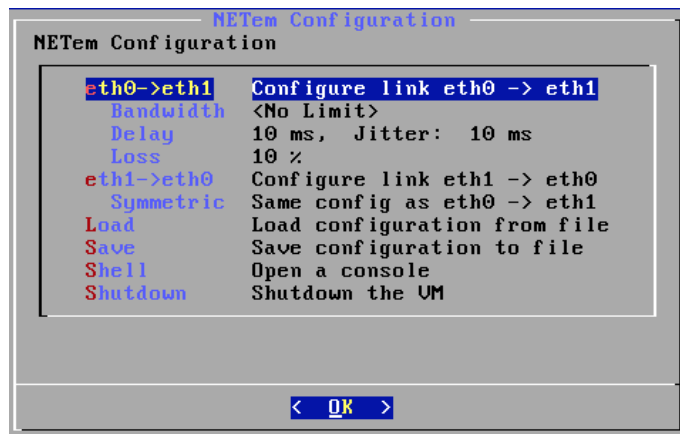 NETem Configuration
NETem Configuration
eth0->eth1 Configure link eth0 -> eth1
Bandwidth <No Limit>
Delay 10 ms, Jitter: 10 ms
Loss 10 %
eth1->eth0 Configure link eth1 -> eth0
Symmetric Same config as eth0 -> eth1
Load Load configuration from file
Save Save configuration to file
Shell Open a console
Shutdown Shutdown the VM
< OK >